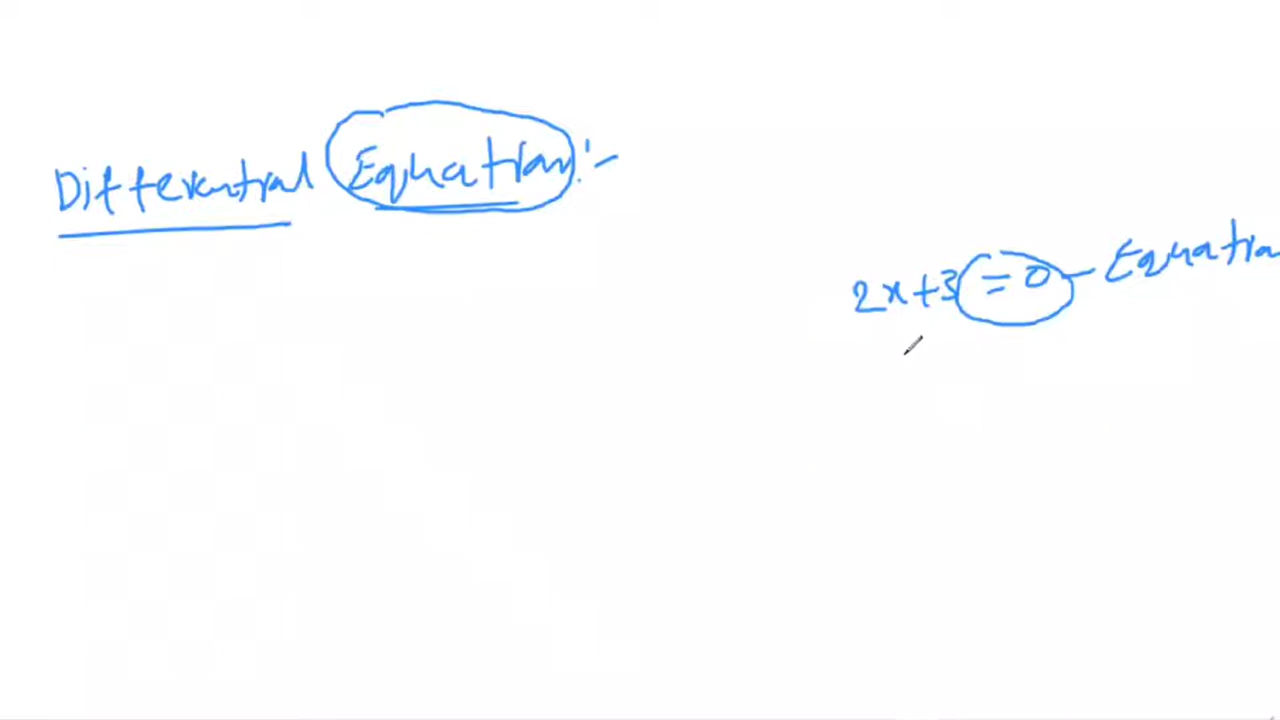 Differential Equation :-
2x+3 = 0 - Equation